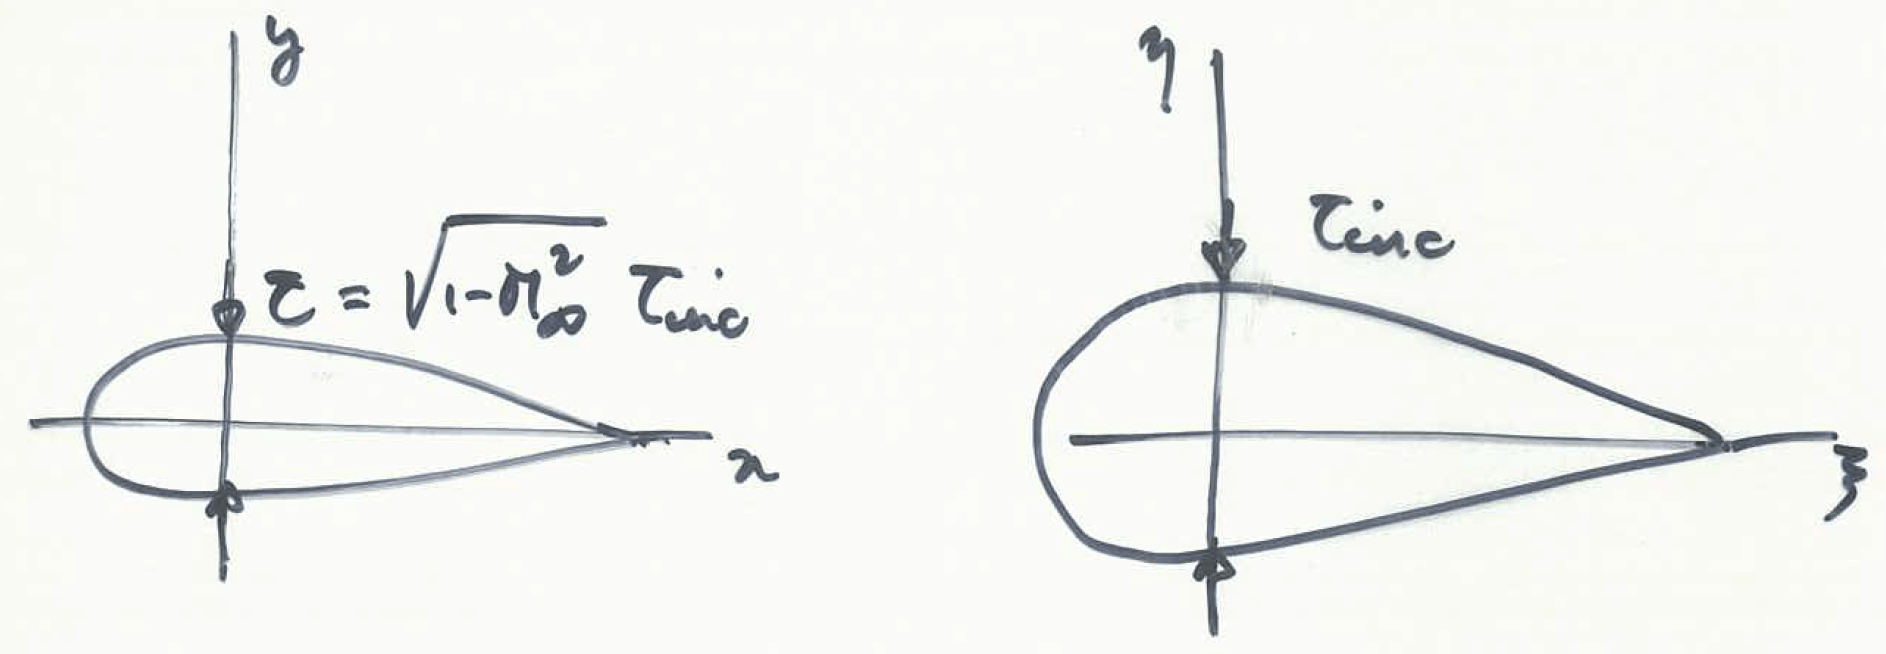 y
τ = √1-M∞² τinc
x
η
τinc
ξ